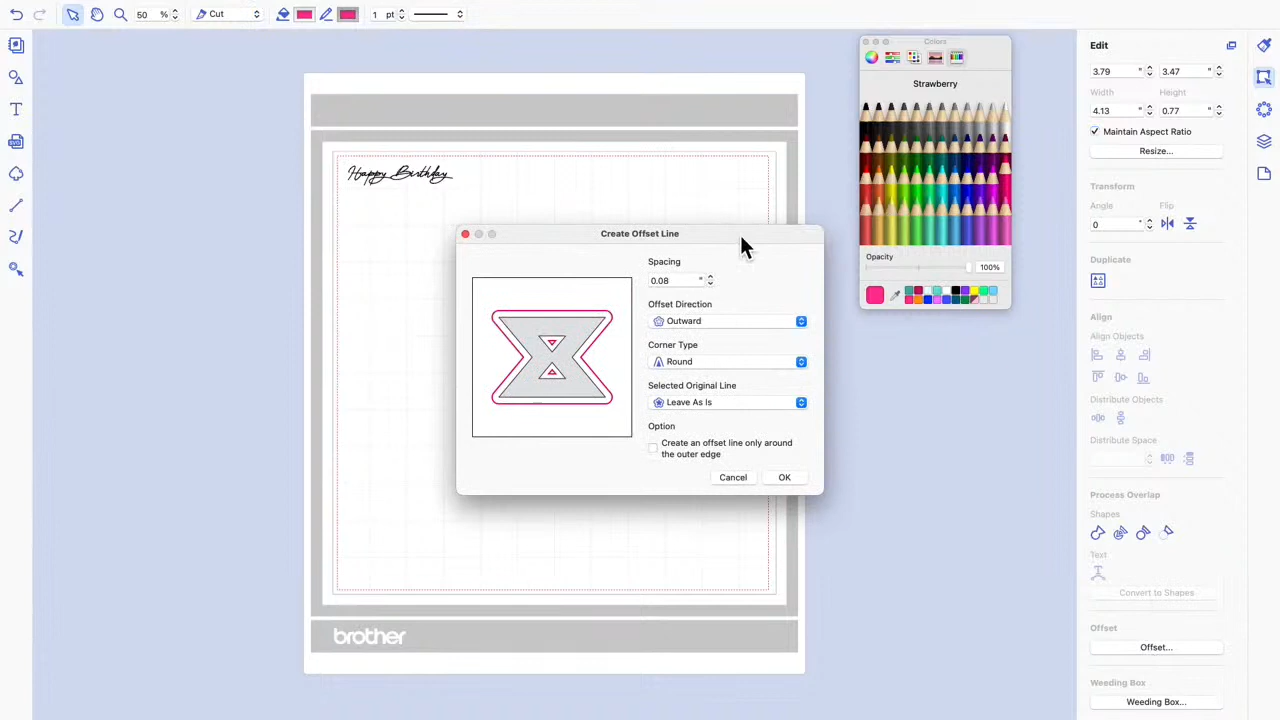 50 %
Cut
1 pt
Happy Birthday
brother
Create Offset Line
Spacing
0.08 "
Offset Direction
Outward
Corner Type
Round
Selected Original Line
Leave As Is
Option
Create an offset line only around
the outer edge
Cancel
OK
Colors
Strawberry
Opacity
100%
Edit
3.79 " 3.47 "
Width Height
4.13 " 0.77 "
Maintain Aspect Ratio
Resize...
Transform
Angle Flip
0
Duplicate
Align
Align Objects
Distribute Objects
Distribute Space
Process Overlap
Shapes
Text
Convert to Shapes
Offset
Offset...
Weeding Box
Weeding Box...